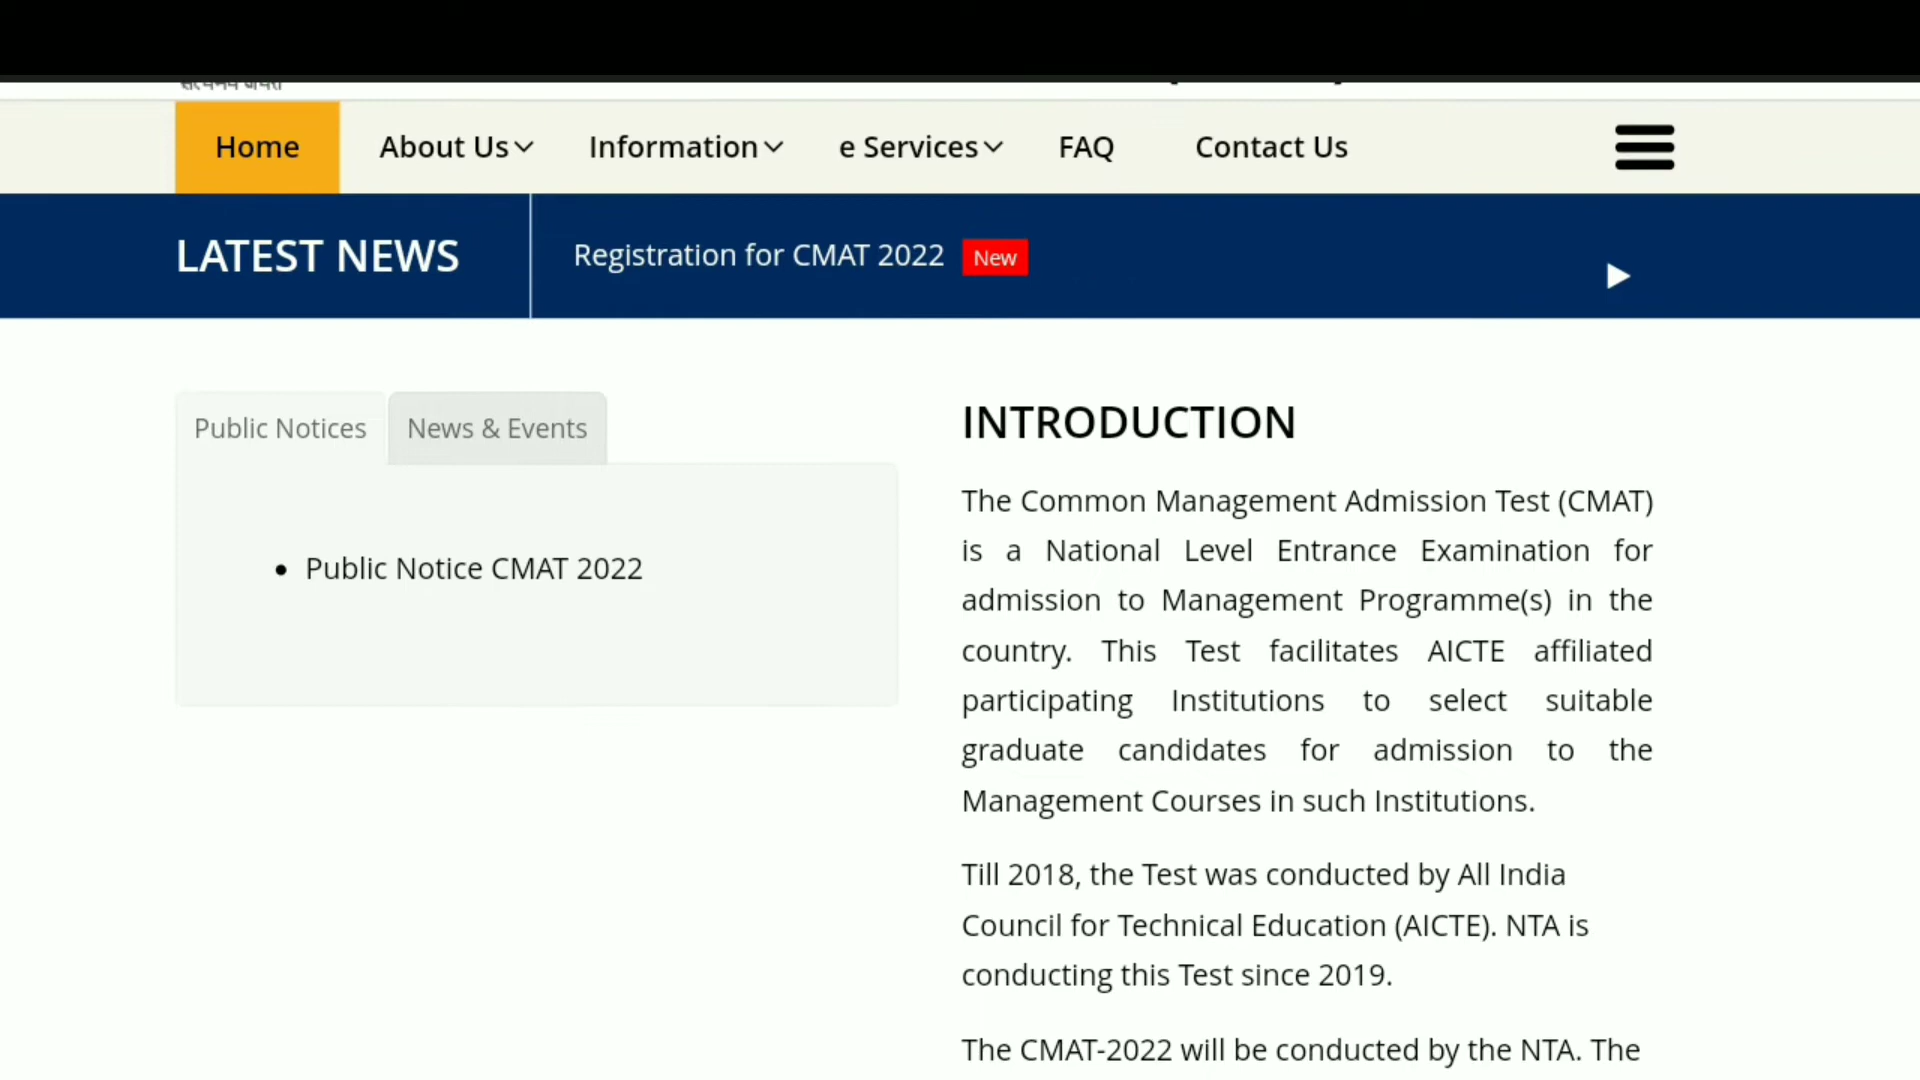 Home About Us Information e Services FAQ Contact Us
LATEST NEWS
Registration for CMAT 2022 New
Public Notices News & Events
• Public Notice CMAT 2022
INTRODUCTION
The Common Management Admission Test (CMAT)
is a National Level Entrance Examination for
admission to Management Programme(s) in the
country. This Test facilitates AICTE affiliated
participating Institutions to select suitable
graduate candidates for admission to the
Management Courses in such Institutions.
Till 2018, the Test was conducted by All India
Council for Technical Education (AICTE). NTA is
conducting this Test since 2019.
The CMAT-2022 will be conducted by the NTA. The